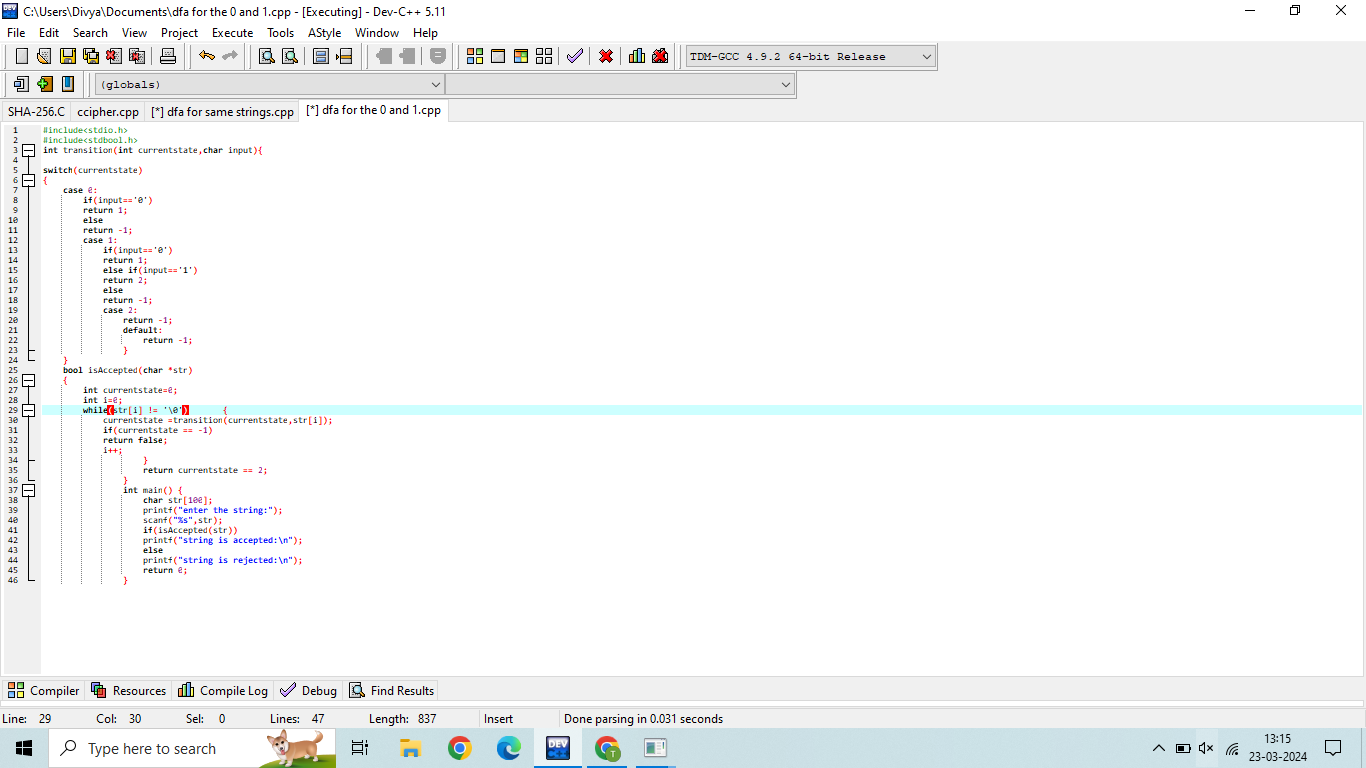 C:\Users\Divya\Documents\dfa for the 0 and 1.cpp - [Executing] - Dev-C++ 5.11
File Edit Search View Project Execute Tools AStyle Window Help
TDM-GCC 4.9.2 64-bit Release
(globals)
SHA-256.C ccipher.cpp [*] dfa for same strings.cpp [*] dfa for the 0 and 1.cpp
1 #include<stdio.h>
2 #include<stdbool.h>
3 int transition(int currentstate,char input){
4
5 switch(currentstate)
6 {
7 case 0:
8 if(input=='0')
9 return 1;
10 else
11 return -1;
12 case 1:
13 if(input=='0')
14 return 1;
15 else if(input=='1')
16 return 2;
17 else
18 return -1;
19 case 2:
20 return -1;
21 default:
22 return -1;
23 }
24 }
25 bool isAccepted(char *str)
26 {
27 int currentstate=0;
28 int i=0;
29 while(str[i] != '\0') {
30 currentstate =transition(currentstate,str[i]);
31 if(currentstate == -1)
32 return false;
33 i++;
34 }
35 return currentstate == 2;
36 }
37 int main() {
38 char str[100];
39 printf("enter the string:");
40 scanf("%s",str);
41 if(isAccepted(str))
42 printf("string is accepted:\n");
43 else
44 printf("string is rejected:\n");
45 return 0;
46 }
Compiler Resources Compile Log Debug Find Results
Line: 29 Col: 30 Sel: 0 Lines: 47 Length: 837 Insert Done parsing in 0.031 seconds
Type here to search
DEV
T
13:15
23-03-2024